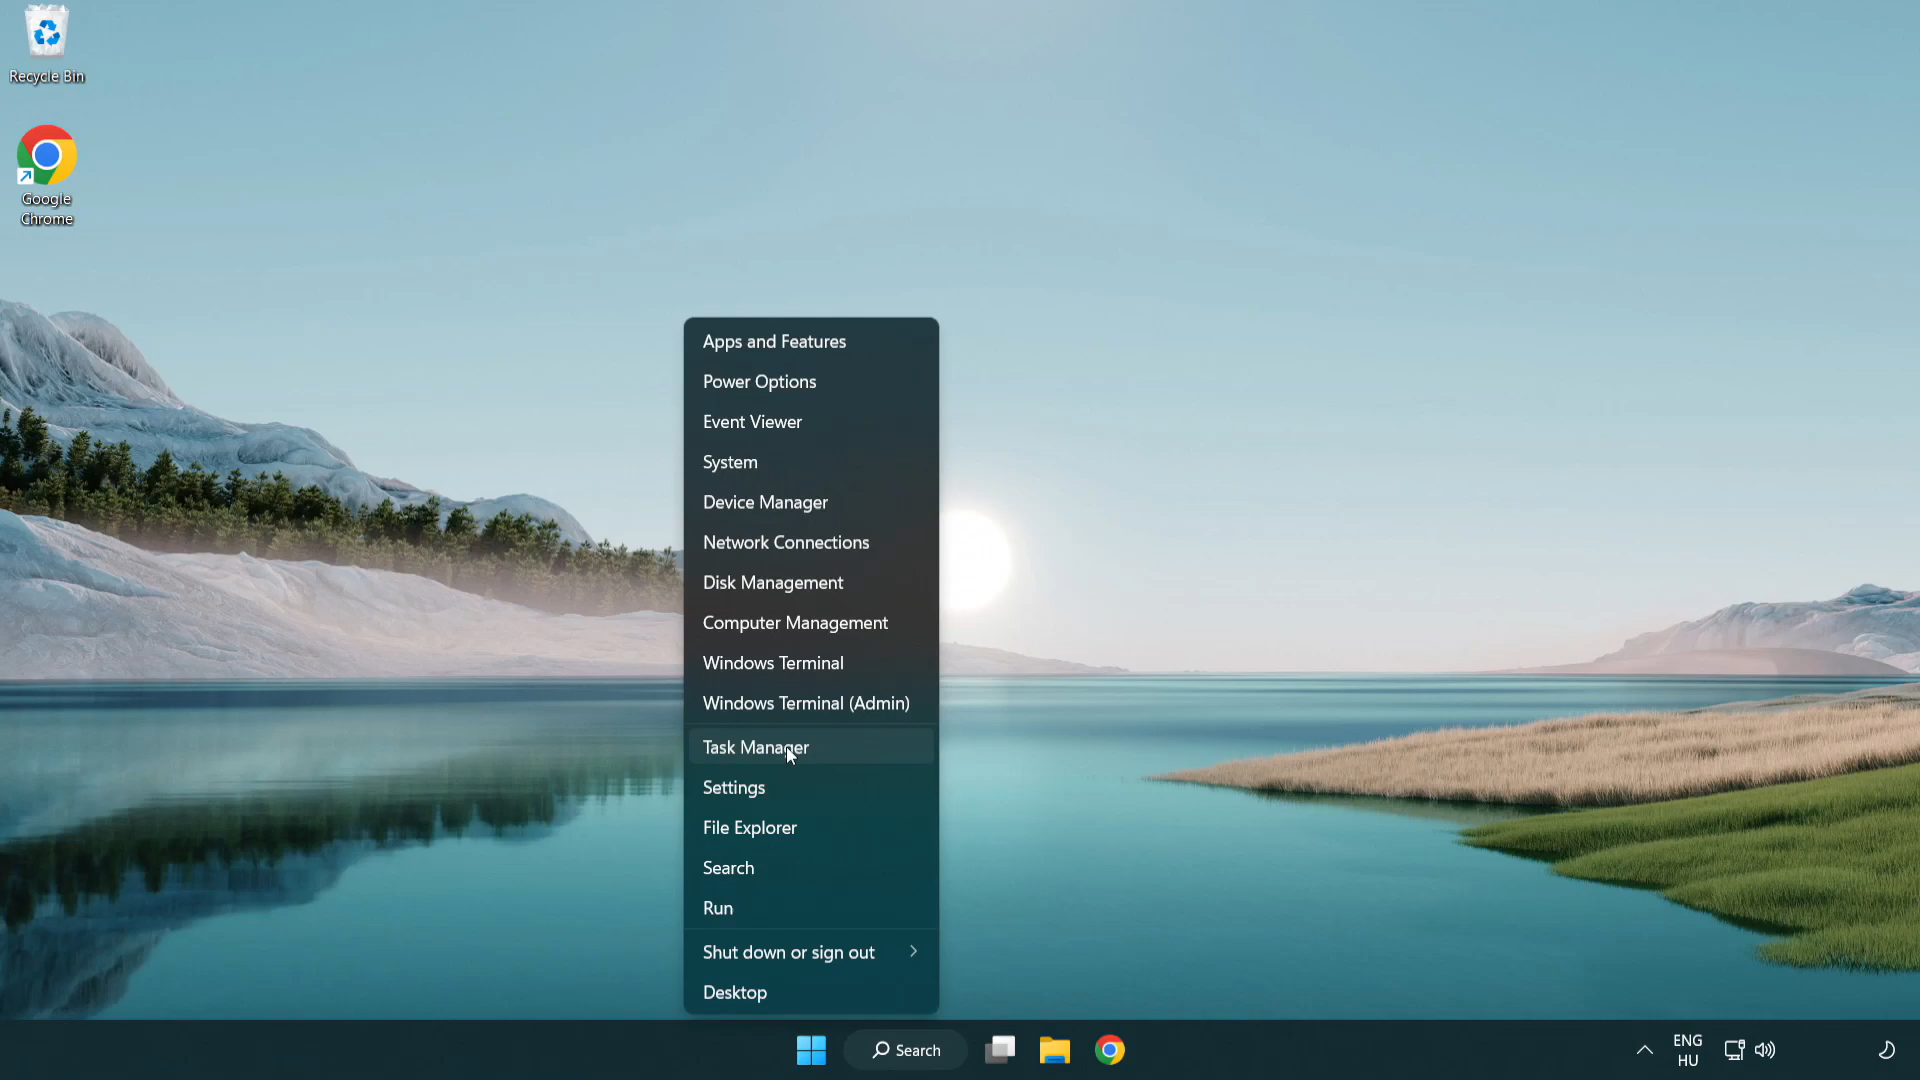 Recycle Bin
Google
Chrome
Apps and Features
Power Options
Event Viewer
System
Device Manager
Network Connections
Disk Management
Computer Management
Windows Terminal
Windows Terminal (Admin)
Task Manager
Settings
File Explorer
Search
Run
Shut down or sign out
Desktop
Search
ENG
HU